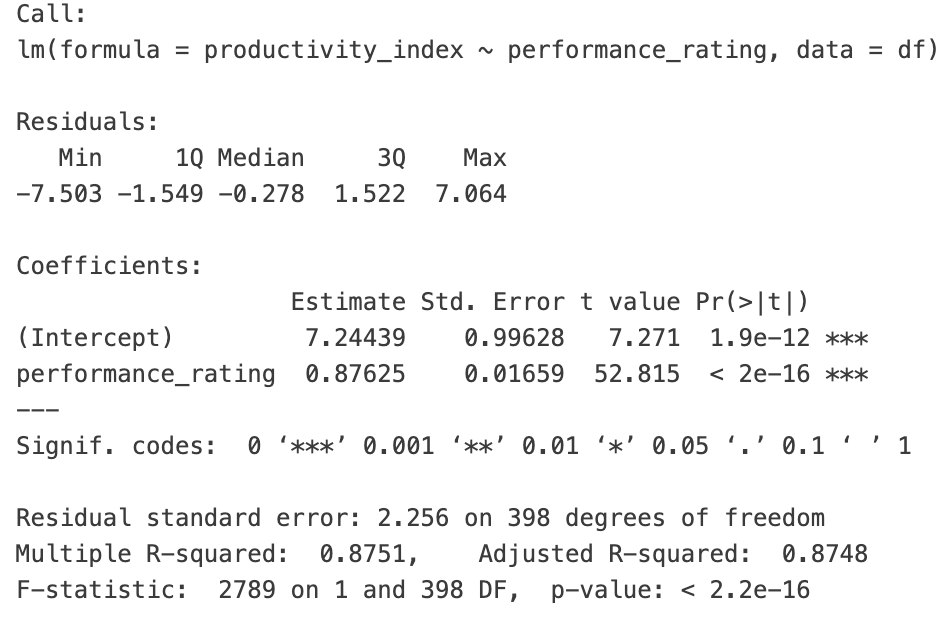 Call:
lm(formula = productivity_index ~ performance_rating, data = df)
Residuals:
   Min     1Q Median     3Q    Max
−7.503 −1.549 −0.278  1.522  7.064
Coefficients:
                   Estimate Std. Error t value Pr(>|t|)
(Intercept)         7.24439    0.99628   7.271  1.9e−12 ***
performance_rating  0.87625    0.01659  52.815  < 2e−16 ***
−−−
Signif. codes:  0 ‘***’ 0.001 ‘**’ 0.01 ‘*’ 0.05 ‘.’ 0.1 ‘ ’ 1
Residual standard error: 2.256 on 398 degrees of freedom
Multiple R-squared:  0.8751,    Adjusted R-squared:  0.8748
F-statistic:  2789 on 1 and 398 DF,  p-value: < 2.2e−16